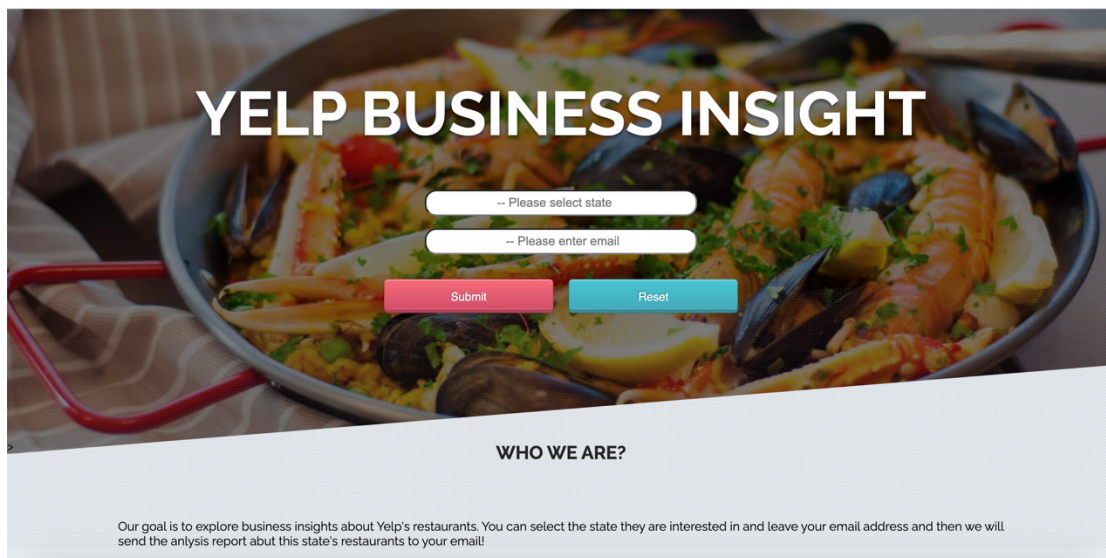 YELP BUSINESS INSIGHT
-- Please select state
-- Please enter email
Submit
Reset
>
WHO WE ARE?
Our goal is to explore business insights about Yelp's restaurants. You can select the state they are interested in and leave your email address and then we will
send the anlysis report abut this state's restaurants to your email!